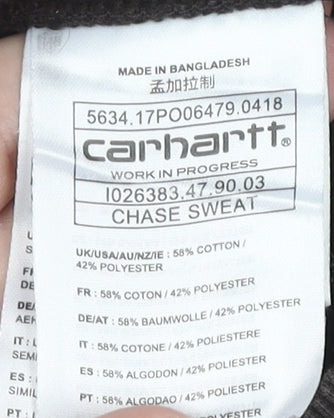 MADE IN BANGLADESH
孟加拉制
5634.17PO06479.0418
carhartt®
WORK IN PROGRESS
I026383.47.90.03
CHASE SWEAT
UK/USA/AU/NZ/IE : 58% COTTON /
42% POLYESTER
FR : 58% COTON / 42% POLYESTER
DE/AT : 58% BAUMWOLLE / 42% POLYESTER
IT : 58% COTONE / 42% POLIESTERE
ES : 58% ALGODON / 42% POLIESTER
PT : 58% ALGODAO / 42% POLIESTER